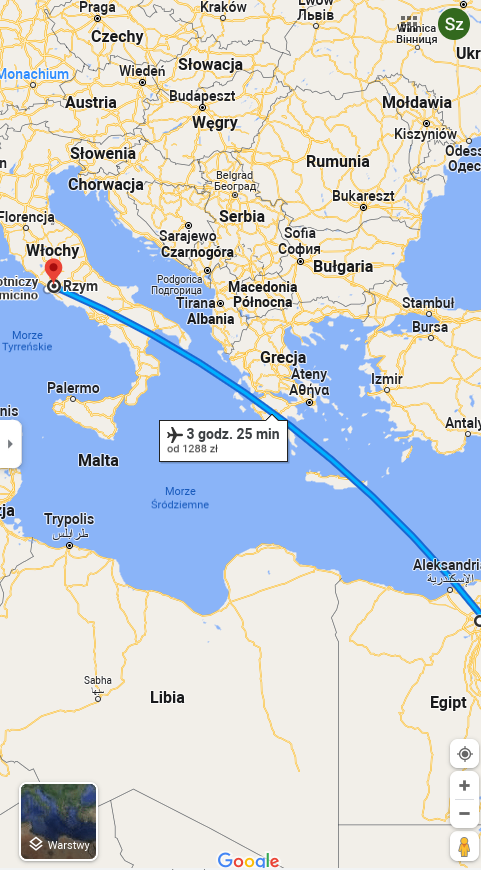 Praga
Kraków
Lwów
Львів
Sz
Winnica
Вінниця
Czechy
Ukr
Monachium
Wiedeń
Słowacja
Austria
Budapeszt
Węgry
Mołdawia
Kiszyniów
Odess
Одес
Słowenia
Chorwacja
Rumunia
Belgrad
Београд
Bukareszt
Florencja
Serbia
Sarajewo
Czarnogóra
Sofia
София
Włochy
Bułgaria
Podgorica
Подгорица
Macedonia
Północna
otniczy
micino
Rzym
Tirana
Albania
Stambuł
Bursa
Morze
Tyrreńskie
Grecja
Ateny
Αθήνα
Izmir
Palermo
nis
Antaly
3 godz. 25 min
od 1288 zł
Malta
Morze
Śródziemne
zja
Trypolis
طرابلس
Aleksandria
الإسكندرية
Sabha
سبها
Libia
Egipt
Warstwy
Google